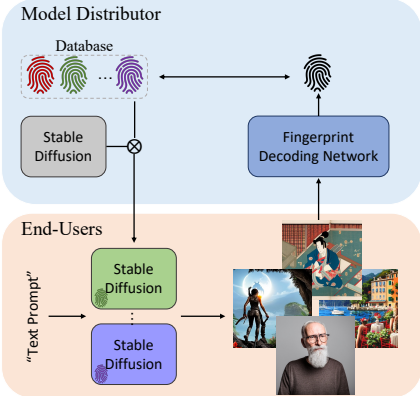 Model Distributor
Database
...
Stable
Diffusion
Fingerprint
Decoding Network
End-Users
"Text Prompt"
Stable
Diffusion
...
Stable
Diffusion